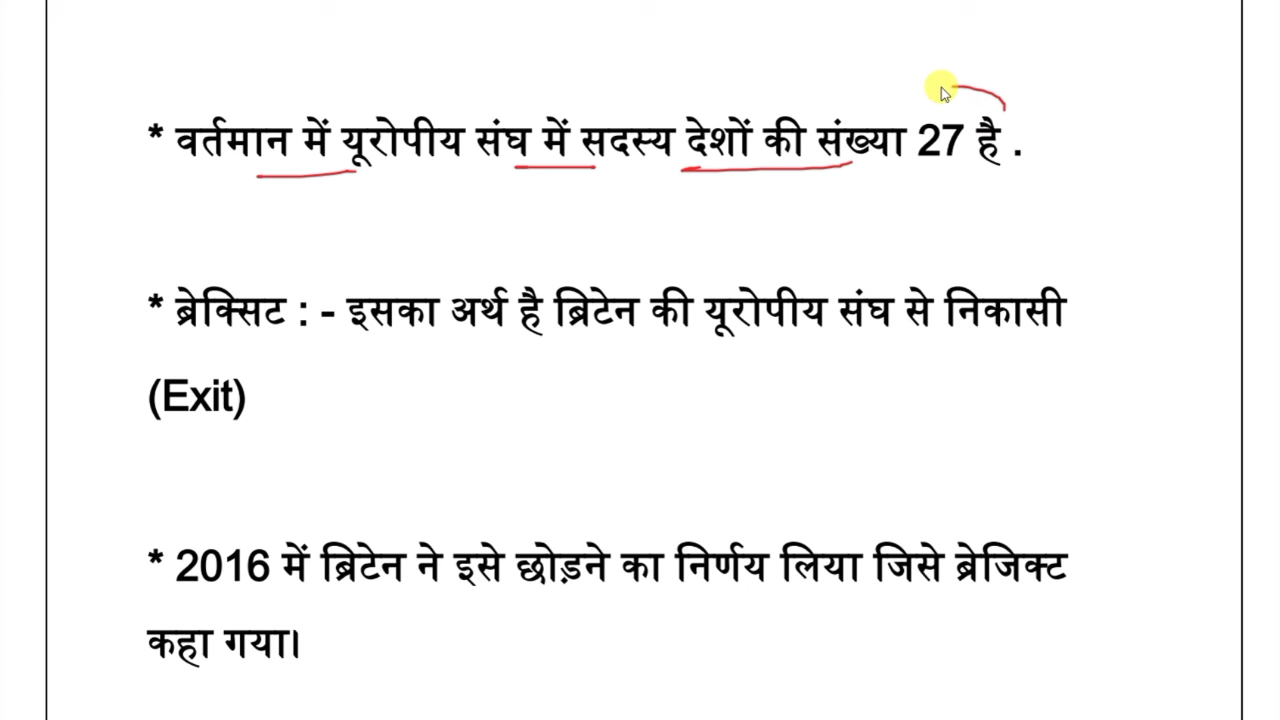 * वर्तमान में यूरोपीय संघ में सदस्य देशों की संख्या 27 है .
* ब्रेक्सिट : - इसका अर्थ है ब्रिटेन की यूरोपीय संघ से निकासी
(Exit)
* 2016 में ब्रिटेन ने इसे छोड़ने का निर्णय लिया जिसे ब्रेजिक्ट
कहा गया।